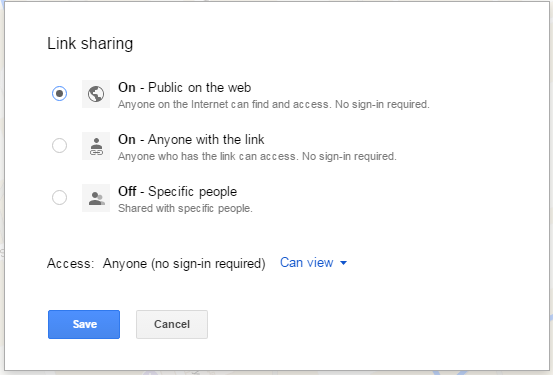 Link sharing
On - Public on the web
Anyone on the Internet can find and access. No sign-in required.
On - Anyone with the link
Anyone who has the link can access. No sign-in required.
Off - Specific people
Shared with specific people.
Access: Anyone (no sign-in required) Can view
Save Cancel